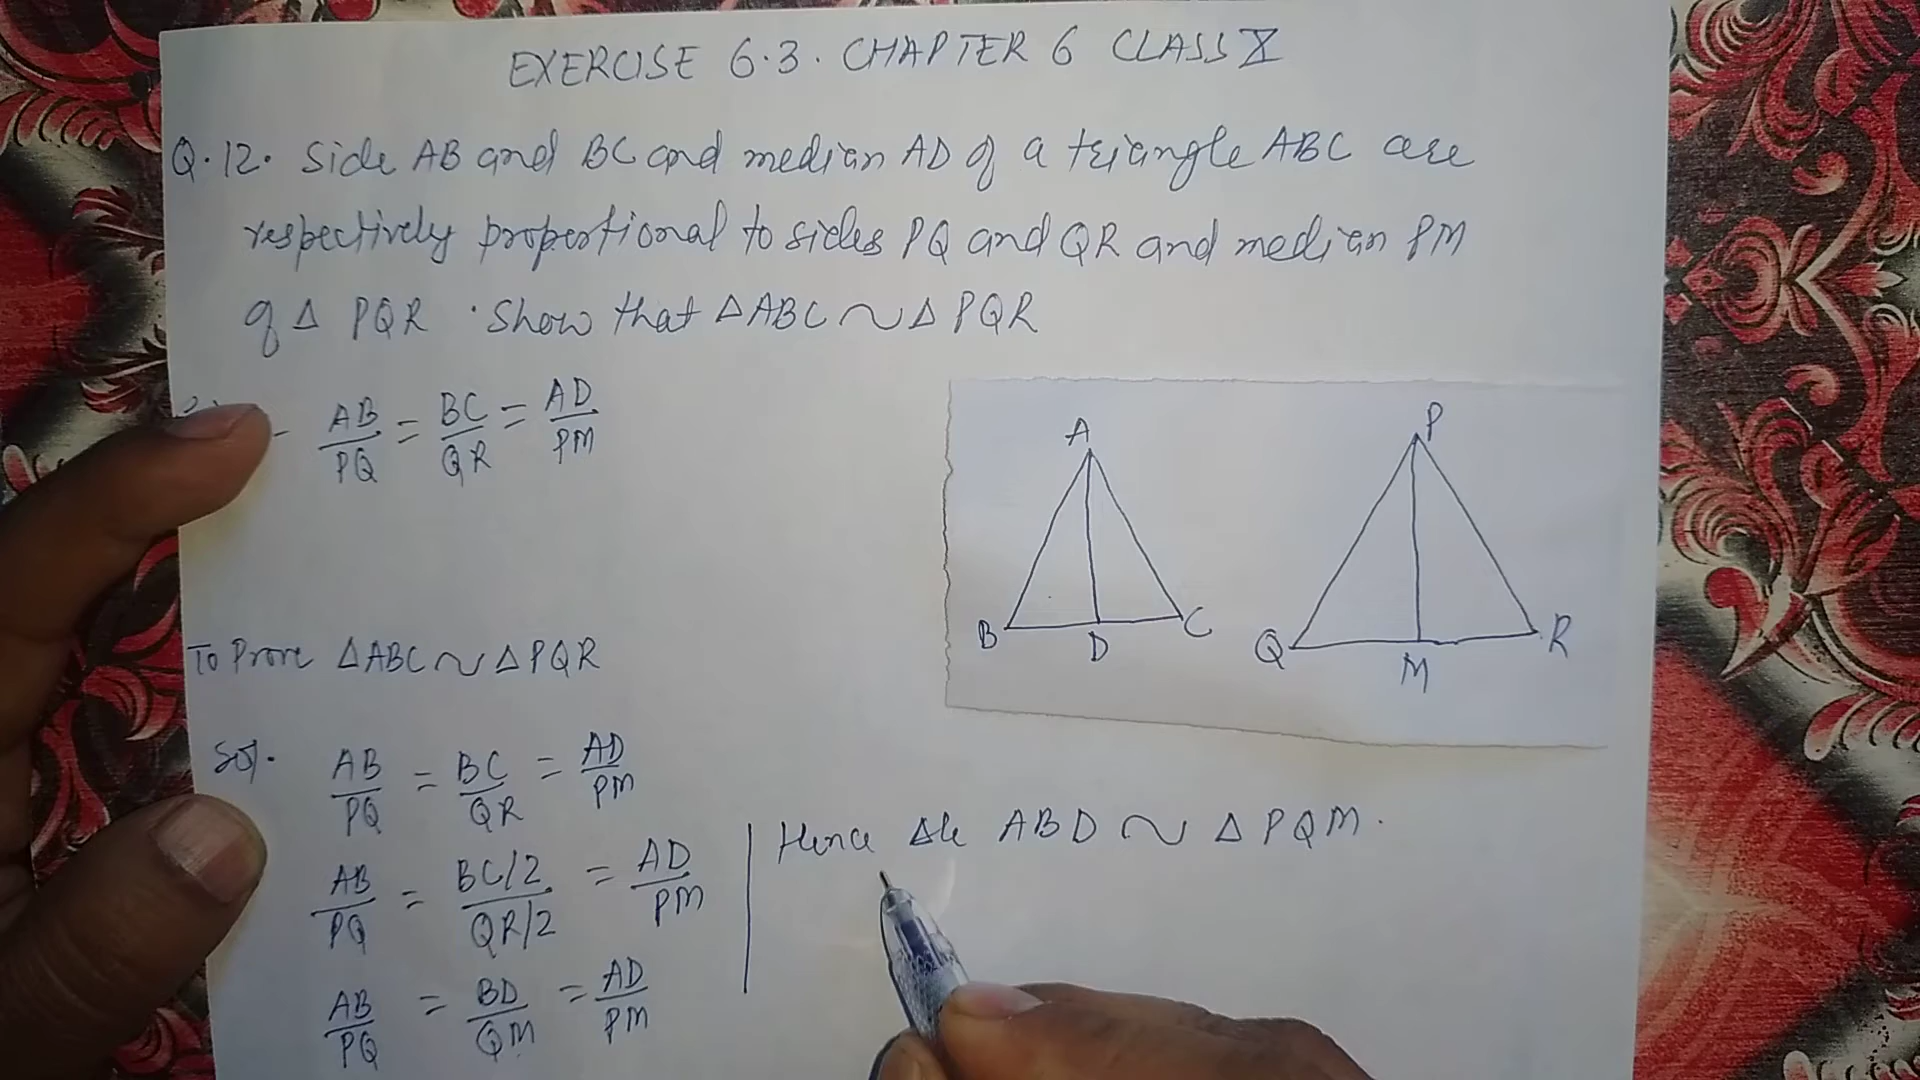 EXERCISE 6.3. CHAPTER 6 CLASS X
Q.12. Side AB and BC and median AD of a triangle ABC are
respectively proportional to sides PQ and QR and median PM
of Δ PQR. Show that Δ ABC ~ Δ PQR
- AB/PQ = BC/QR = AD/PM
A
B
D
C
P
Q
M
R
To Prove Δ ABC ~ Δ PQR
Sol. AB/PQ = BC/QR = AD/PM
AB/PQ = BC/2 / QR/2 = AD/PM
AB/PQ = BD/QM = AD/PM
Hence Δle ABD ~ Δ PQM.